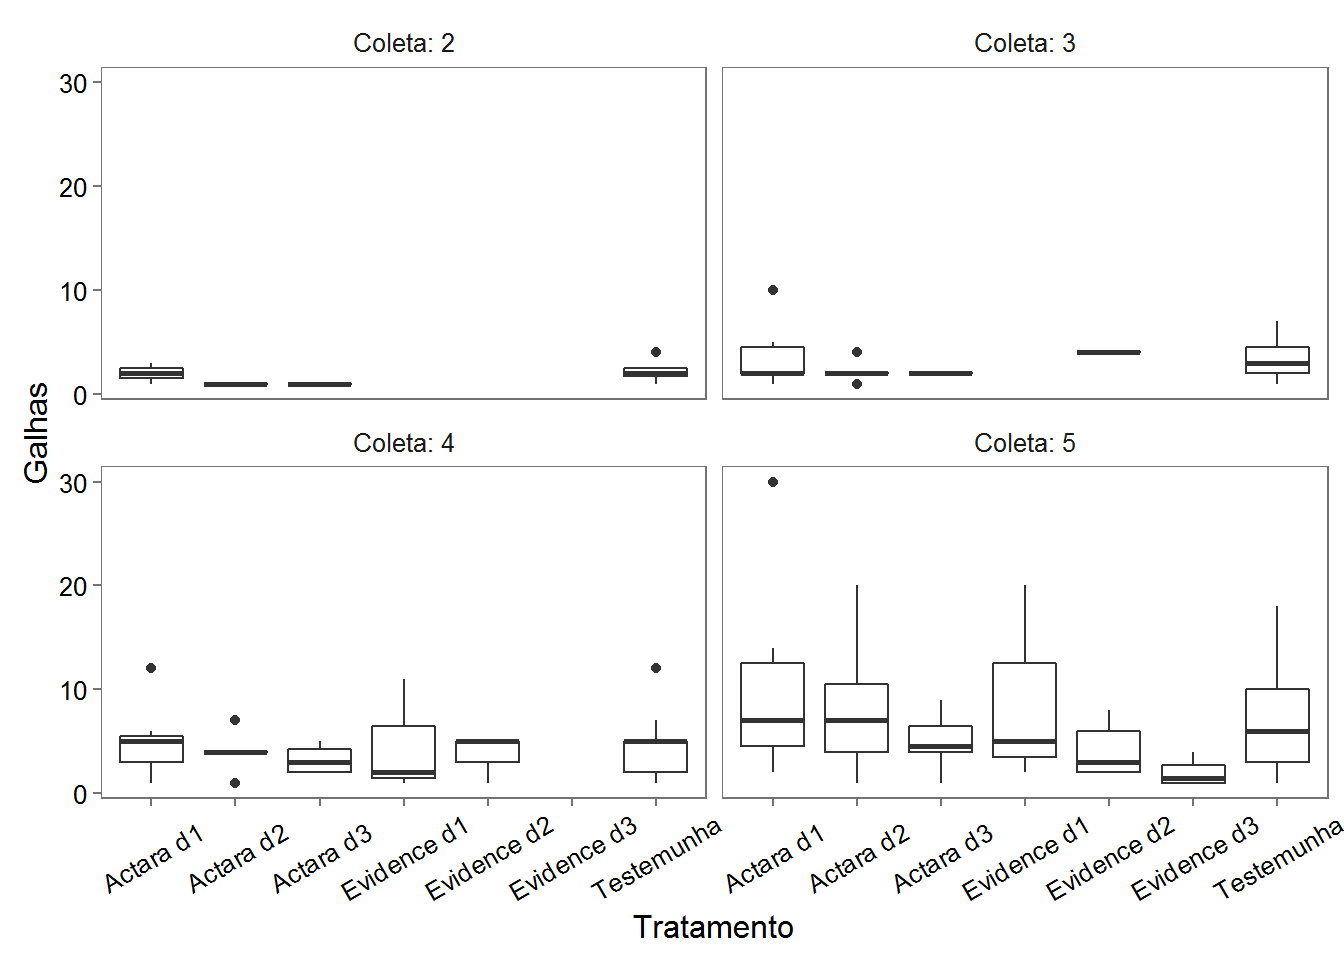 Coleta: 2
Coleta: 3
30
20
10
0
Galhas
Coleta: 4
Coleta: 5
30
20
10
0
Actara d1
Actara d2
Actara d3
Evidence d1
Evidence d2
Evidence d3
Testemunha
Actara d1
Actara d2
Actara d3
Evidence d1
Evidence d2
Evidence d3
Testemunha
Tratamento